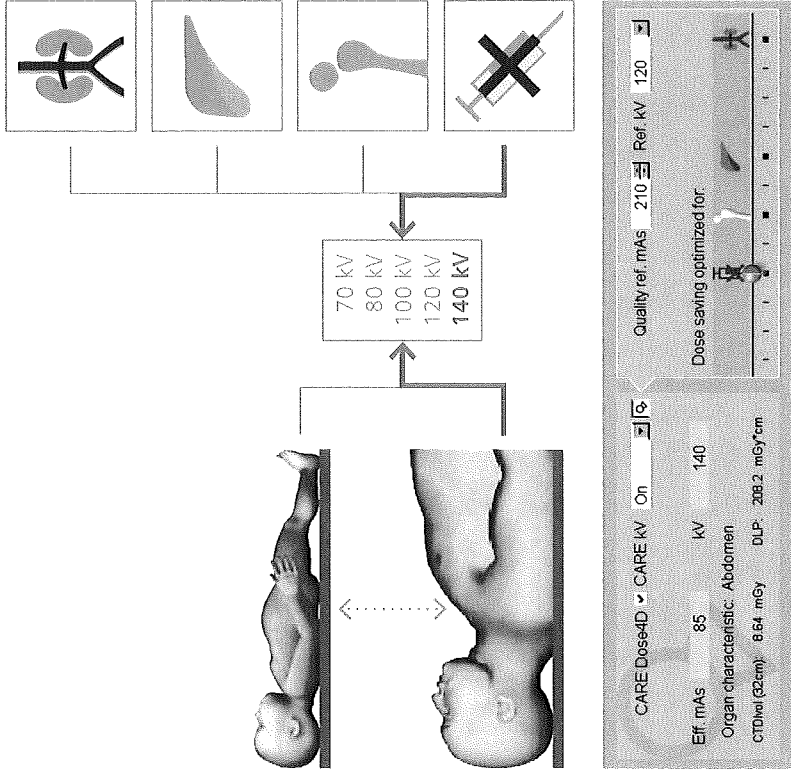 70 kV
80 kV
100 kV
120 kV
140 kV
CARE Dose4D CARE kV On
Eff. mAs 85 kV 140
Organ characteristic: Abdomen
CTDIvol (32cm): 8.64 mGy DLP: 208.2 mGy*cm
Quality ref. mAs 210 Ref. kV 120
Dose saving optimized for: